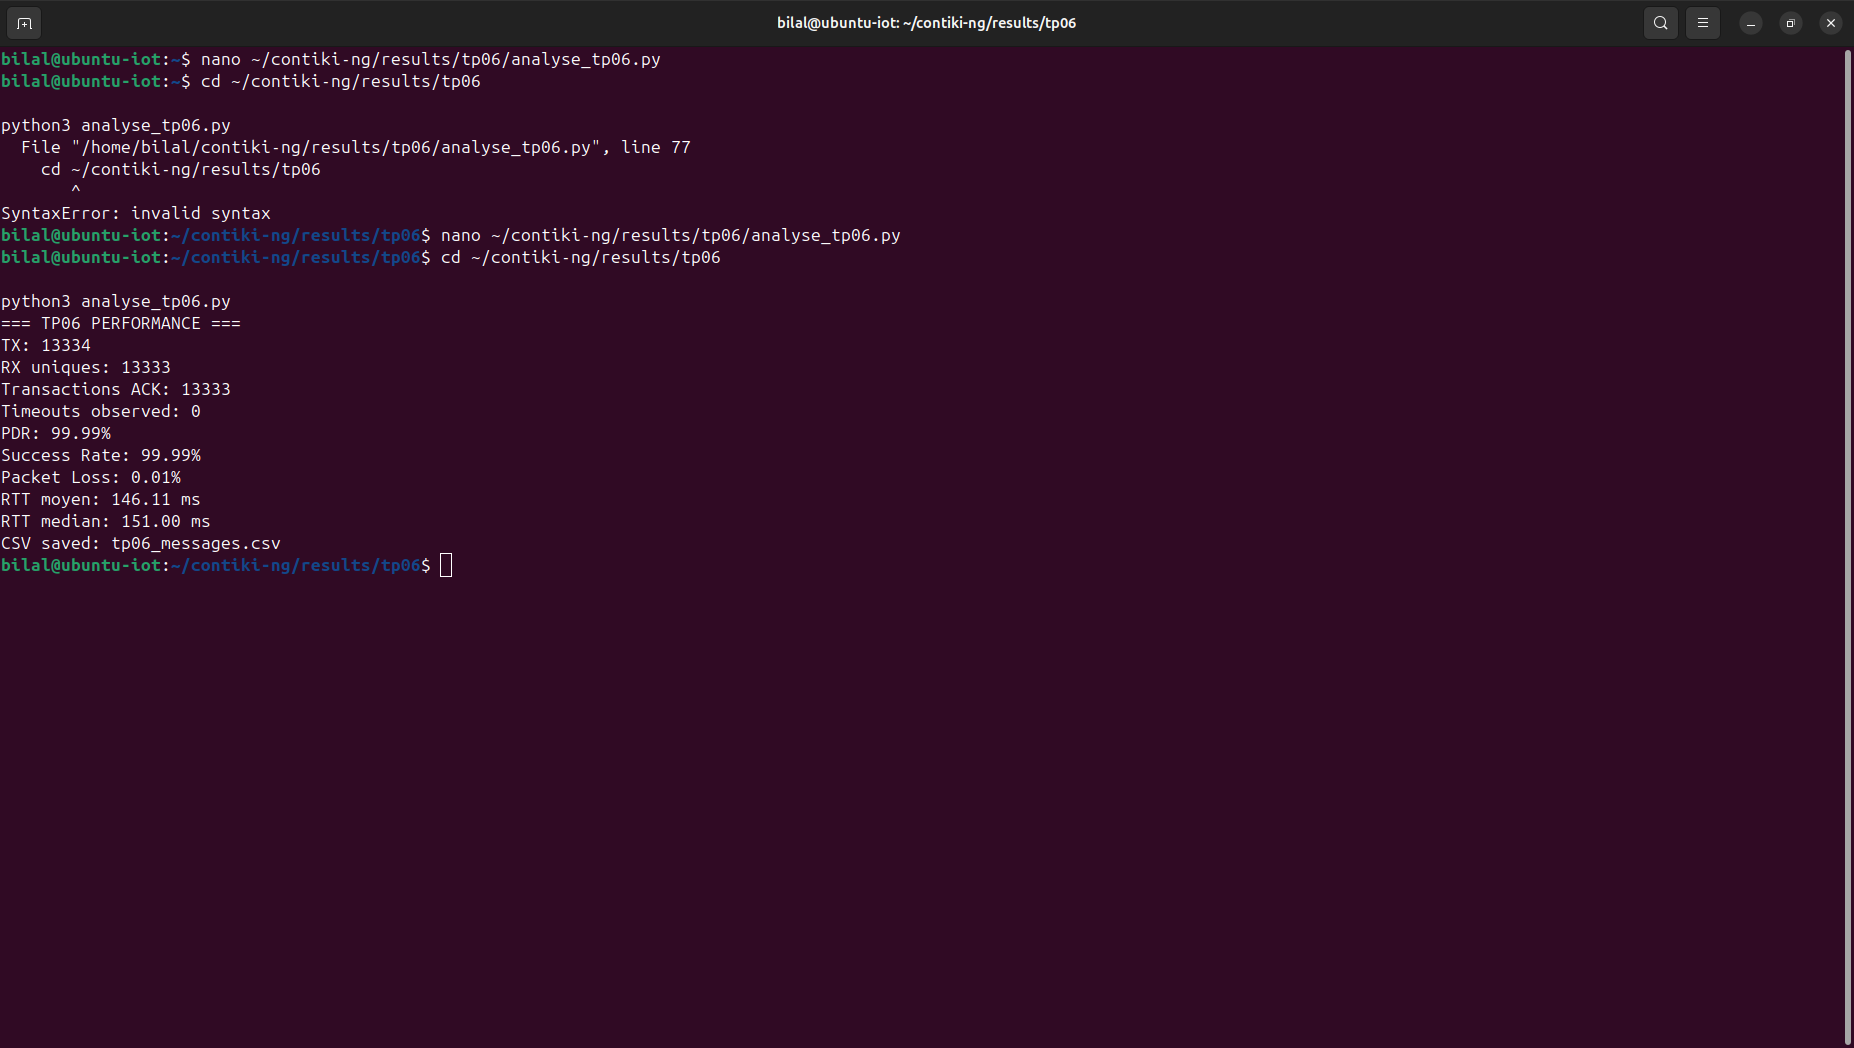 bilal@ubuntu-iot: ~/contiki-ng/results/tp06
bilal@ubuntu-iot:~$ nano ~/contiki-ng/results/tp06/analyse_tp06.py
bilal@ubuntu-iot:~$ cd ~/contiki-ng/results/tp06
python3 analyse_tp06.py
  File "/home/bilal/contiki-ng/results/tp06/analyse_tp06.py", line 77
    cd ~/contiki-ng/results/tp06
       ^
SyntaxError: invalid syntax
bilal@ubuntu-iot:~/contiki-ng/results/tp06$ nano ~/contiki-ng/results/tp06/analyse_tp06.py
bilal@ubuntu-iot:~/contiki-ng/results/tp06$ cd ~/contiki-ng/results/tp06
python3 analyse_tp06.py
=== TP06 PERFORMANCE ===
TX: 13334
RX uniques: 13333
Transactions ACK: 13333
Timeouts observed: 0
PDR: 99.99%
Success Rate: 99.99%
Packet Loss: 0.01%
RTT moyen: 146.11 ms
RTT median: 151.00 ms
CSV saved: tp06_messages.csv
bilal@ubuntu-iot:~/contiki-ng/results/tp06$